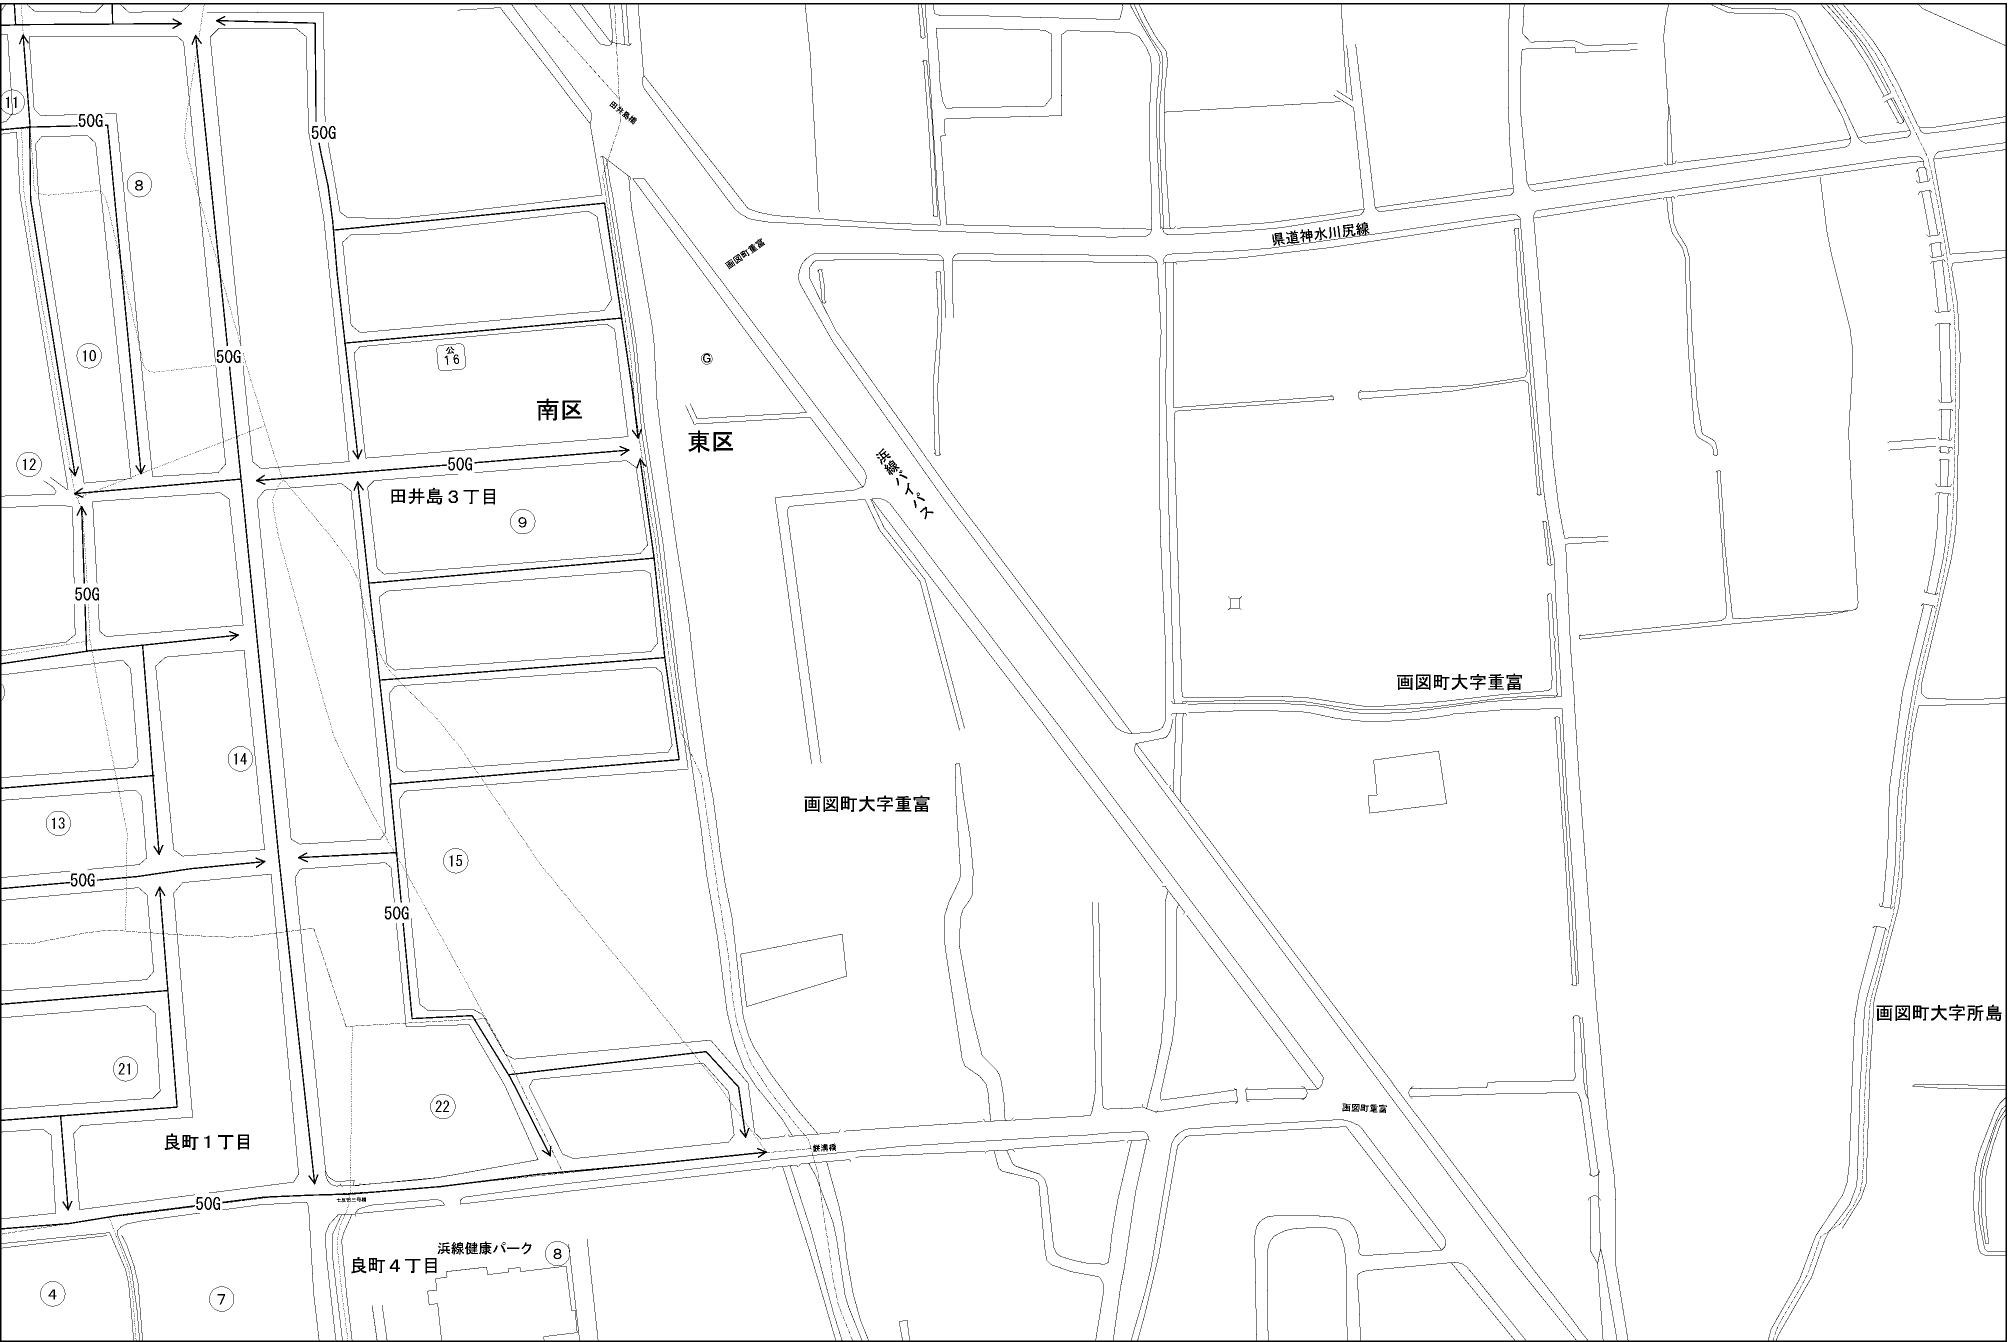 11
50G
8
50G
田井島橋
県道神水川尻線
画図町重富
50G
10
公
16
G
南区
東区
12
50G
浜線バイパス
田井島3丁目
9
50G
画図町大字重富
14
画図町大字重富
13
15
50G
50G
画図町大字所島
21
22
画図町重富
良町1丁目
50G
浜線健康パーク
8
良町4丁目
4
7